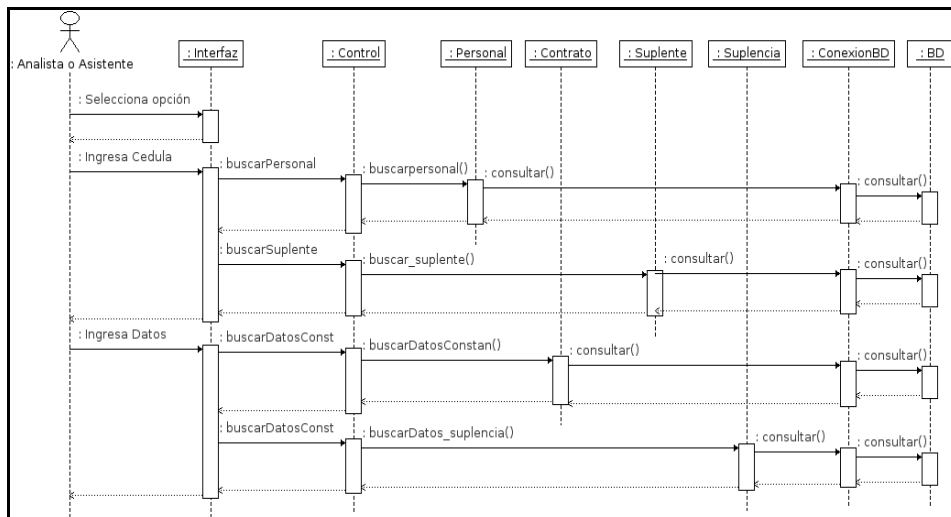 : Analista o Asistente
: Interfaz
: Control
: Personal
: Contrato
: Suplente
: Suplencia
: ConexionBD
: BD
: Selecciona opción
: Ingresa Cedula
: buscarPersonal
: buscarpersonal()
: consultar()
: consultar()
: buscarSuplente
: buscar_suplente()
: consultar()
: consultar()
: Ingresa Datos
: buscarDatosConst
: buscarDatosConstan()
: consultar()
: consultar()
: buscarDatosConst
: buscarDatos_suplencia()
: consultar()
: consultar()